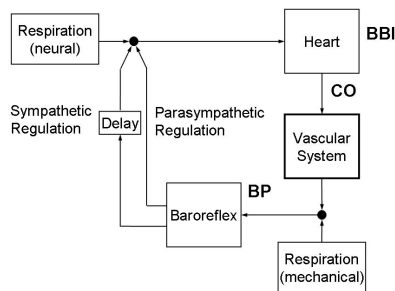 Respiration
(neural)
Heart
BBI
CO
Sympathetic
Regulation
Delay
Parasympathetic
Regulation
Vascular
System
BP
Baroreflex
Respiration
(mechanical)